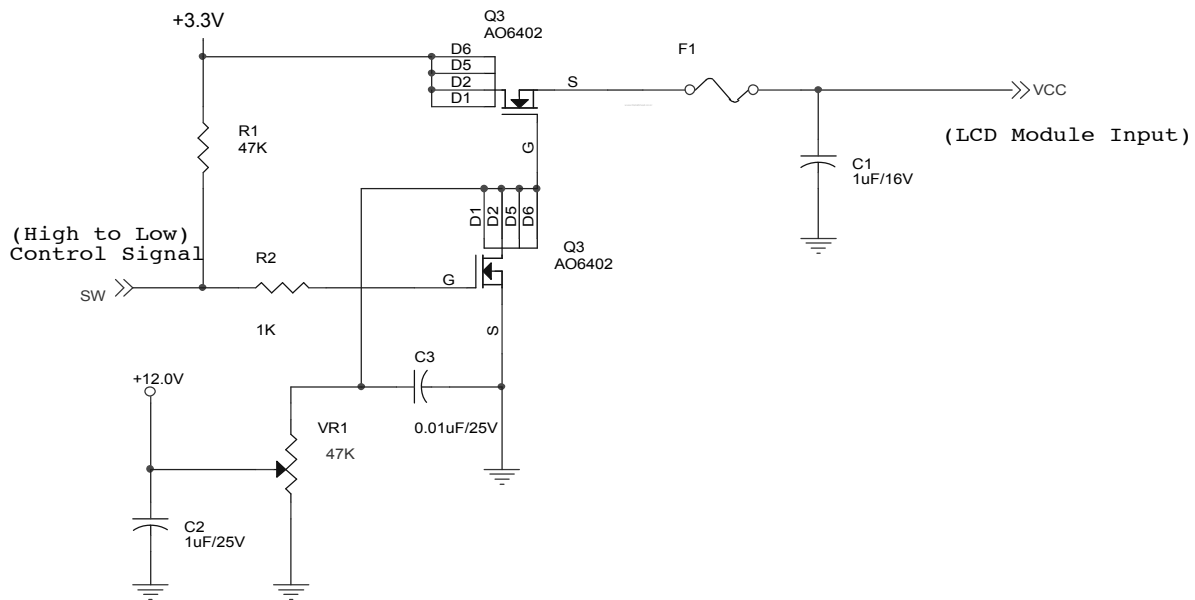 Q3
AO6402
+3.3V
D6
D5
D2
D1
S
F1
VCC
(LCD Module Input)
R1
47K
G
C1
1uF/16V
D1
D2
D5
D6
(High to Low)
Control Signal
Q3
AO6402
R2
G
SW
1K
S
C3
+12.0V
0.01uF/25V
VR1
47K
C2
1uF/25V